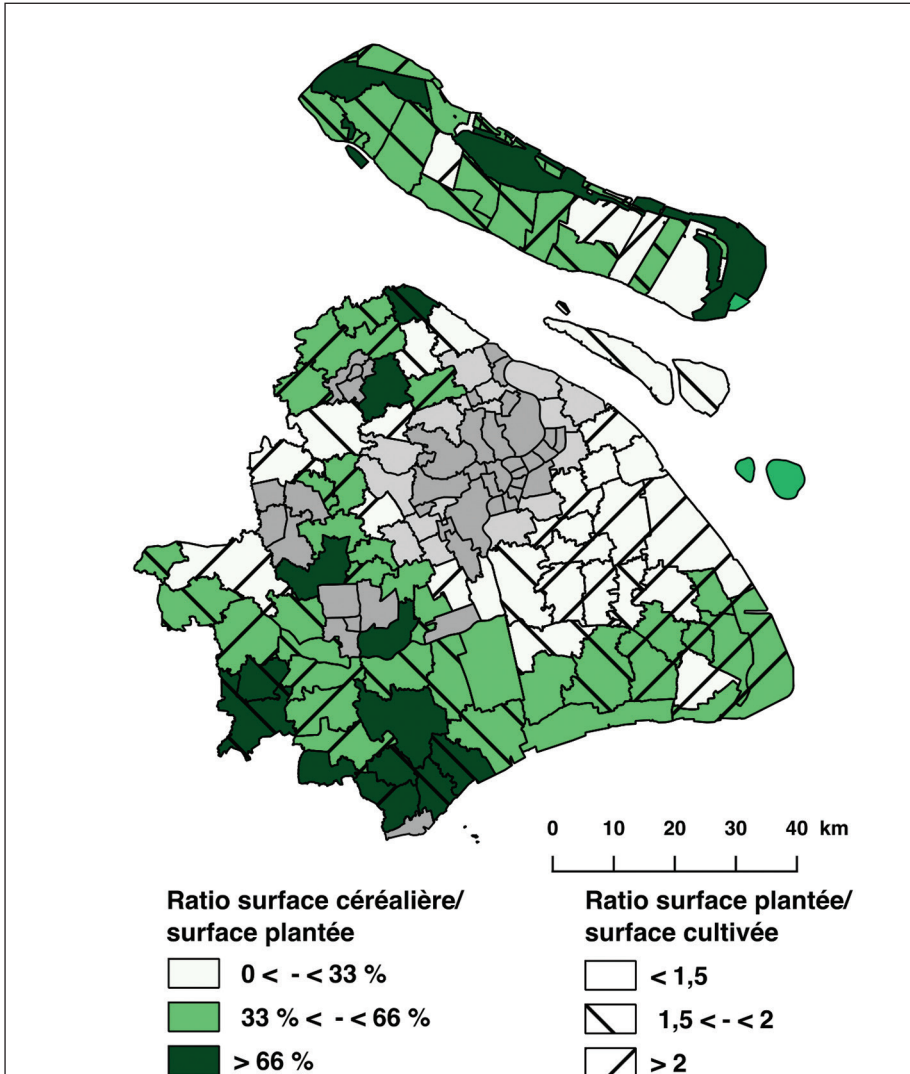 0 10 20 30 40 km
Ratio surface céréalière/
surface plantée
0 < - < 33 %
33 % < - < 66 %
> 66 %
Ratio surface plantée/
surface cultivée
< 1,5
1,5 < - < 2
> 2